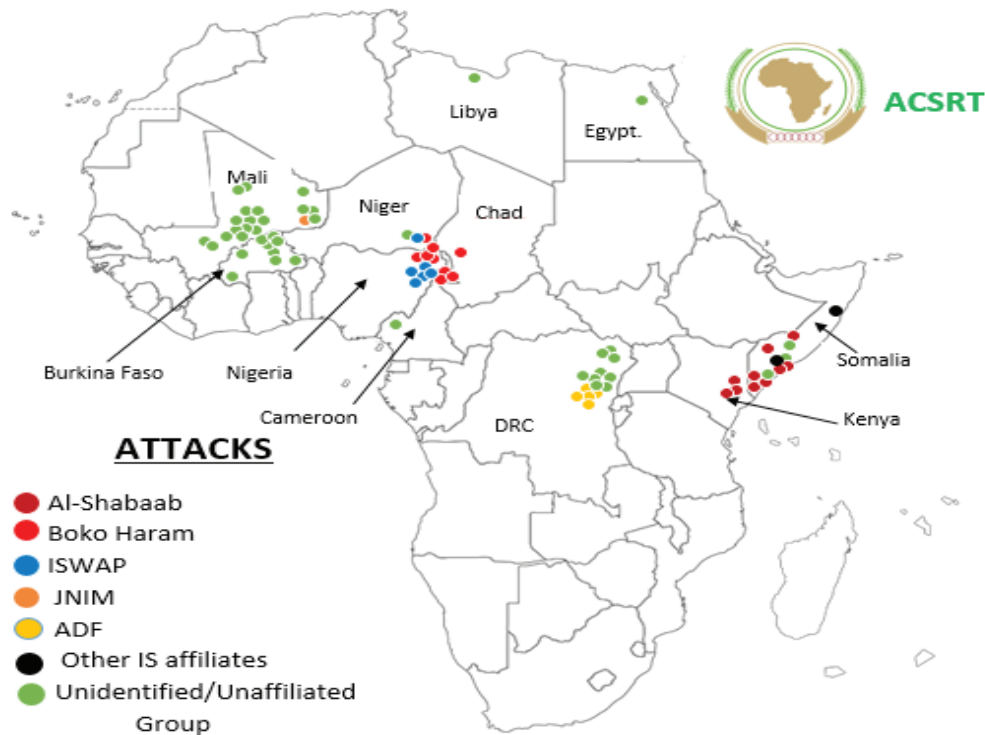 Libya
Egypt.
ACSRT
Mali
Niger
Chad
Burkina Faso
Nigeria
Cameroon
DRC
Somalia
Kenya
ATTACKS
Al-Shabaab
Boko Haram
ISWAP
JNIM
ADF
Other IS affiliates
Unidentified/Unaffiliated
Group